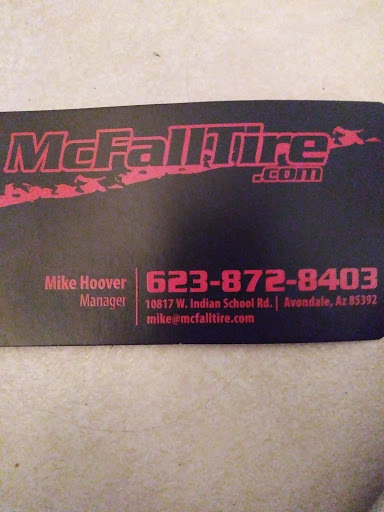 McFallTire
.com
Mike Hoover
Manager
623-872-8403
10817 W. Indian School Rd. | Avondale, Az 85392
mike@mcfalltire.com